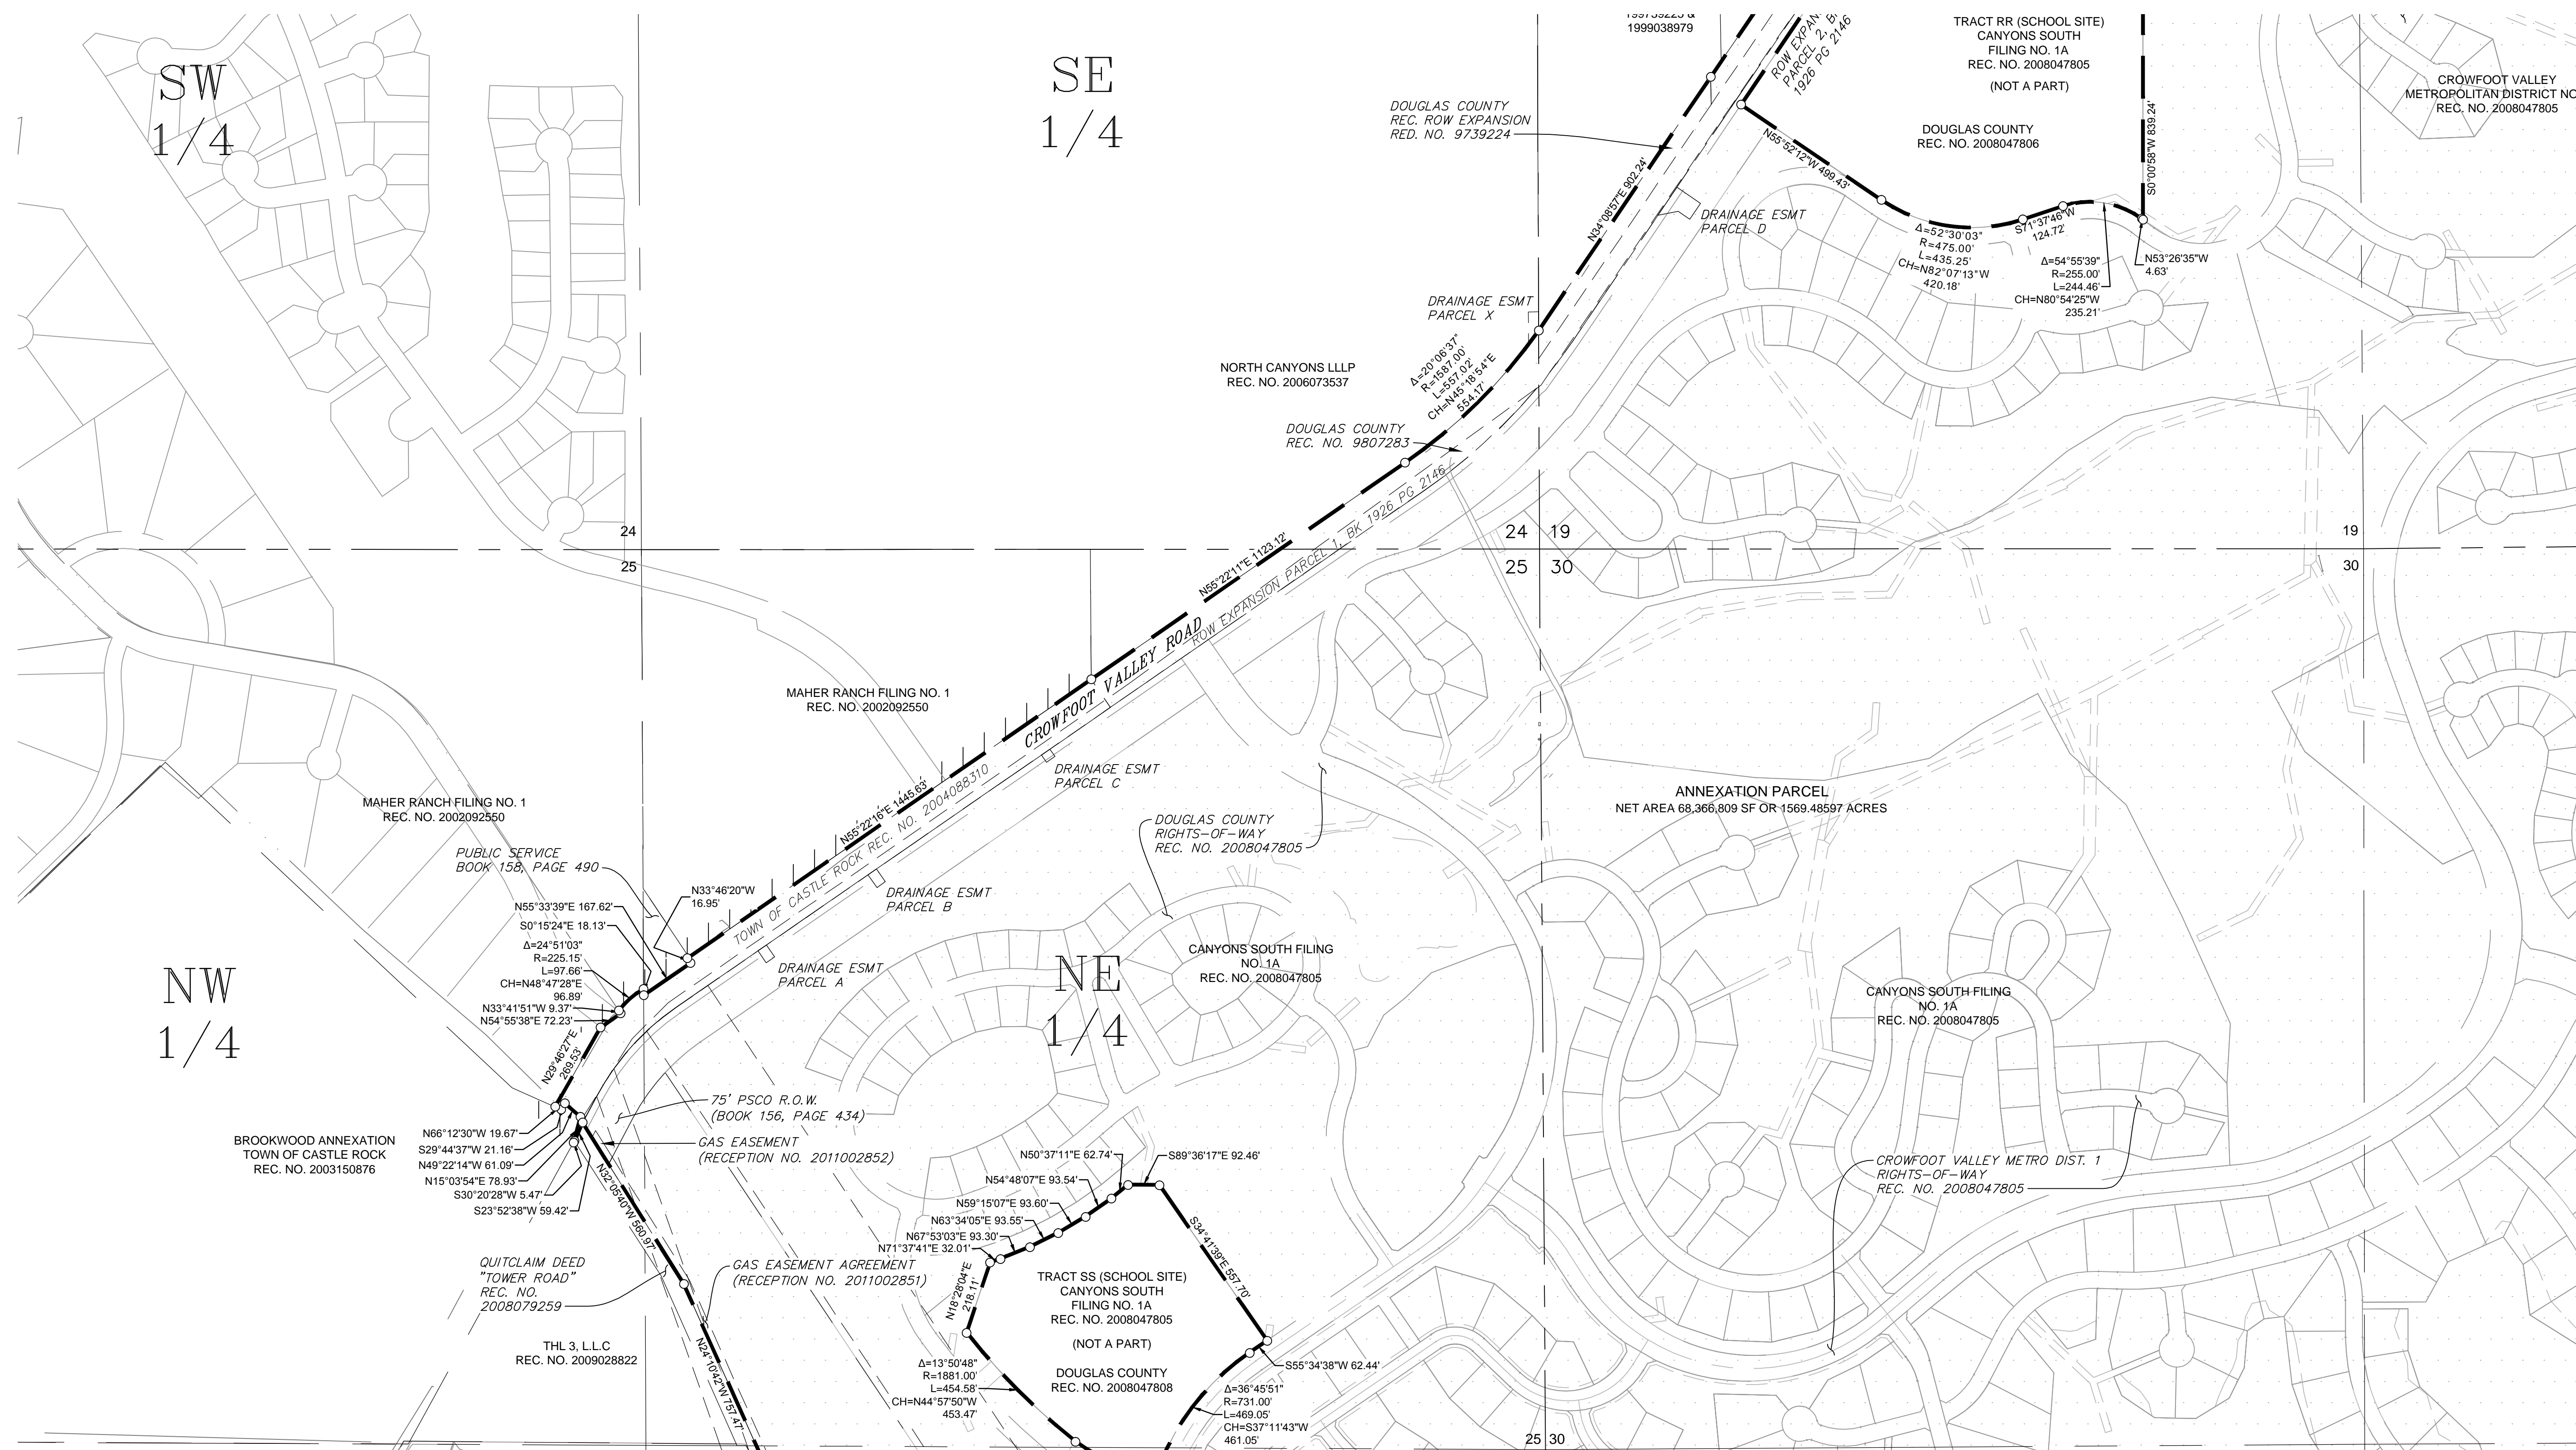 SW
1/4
SE
1/4
1999038979
ROW EXPAN
PARCEL 2, B
1926 PG 2146
TRACT RR (SCHOOL SITE)
CANYONS SOUTH
FILING NO. 1A
REC. NO. 2008047805
(NOT A PART)
DOUGLAS COUNTY
REC. NO. 2008047806
CROWFOOT VALLEY
METROPOLITAN DISTRICT NO
REC. NO. 2008047805
S0°00'58"W 839.24'
DOUGLAS COUNTY
REC. ROW EXPANSION
RED. NO. 9739224
N55°52'12"W 499.43'
N34°08'57"E 902.24'
DRAINAGE ESMT
PARCEL D
Δ=52°30'03"
R=475.00'
L=435.25'
CH=N82°07'13"W
420.18'
S71°37'46"W
124.72'
Δ=54°55'39"
R=255.00'
L=244.46'
CH=N80°54'25"W
235.21'
N53°26'35"W
4.63'
DRAINAGE ESMT
PARCEL X
NORTH CANYONS LLLP
REC. NO. 2006073537
Δ=20°06'37"
R=1587.00'
L=557.02'
CH=N45°18'54"E
554.17'
DOUGLAS COUNTY
REC. NO. 9807283
24
25
24 19
25 30
19
30
N55°22'11"E 1123.12'
ROW EXPANSION PARCEL 1, BK 1926 PG 2146
CROWFOOT VALLEY ROAD
MAHER RANCH FILING NO. 1
REC. NO. 2002092550
MAHER RANCH FILING NO. 1
REC. NO. 2002092550
N55°22'16"E 1445.63'
TOWN OF CASTLE ROCK REC. NO. 2004088310
DRAINAGE ESMT
PARCEL C
DOUGLAS COUNTY
RIGHTS-OF-WAY
REC. NO. 2008047805
ANNEXATION PARCEL
NET AREA 68,366,809 SF OR 1569.48597 ACRES
PUBLIC SERVICE
BOOK 158, PAGE 490
N33°46'20"W
16.95'
DRAINAGE ESMT
PARCEL B
N55°33'39"E 167.62'
S0°15'24"E 18.13'
Δ=24°51'03"
R=225.15'
L=97.66'
CH=N48°47'28"E
96.89'
N33°41'51"W 9.37'
N54°55'38"E 72.23'
DRAINAGE ESMT
PARCEL A
NW
1/4
NE
1/4
CANYONS SOUTH FILING
NO. 1A
REC. NO. 2008047805
CANYONS SOUTH FILING
NO. 1A
REC. NO. 2008047805
N29°46'27"E
269.53'
75' PSCO R.O.W.
(BOOK 156, PAGE 434)
BROOKWOOD ANNEXATION
TOWN OF CASTLE ROCK
REC. NO. 2003150876
N66°12'30"W 19.67'
S29°44'37"W 21.16'
N49°22'14"W 61.09'
N15°03'54"E 78.93'
S30°20'28"W 5.47'
S23°52'38"W 59.42'
GAS EASEMENT
(RECEPTION NO. 2011002852)
N32°05'40"W 560.97'
N50°37'11"E 62.74'
S89°36'17"E 92.46'
N54°48'07"E 93.54'
N59°15'07"E 93.60'
N63°34'05"E 93.55'
N67°53'03"E 93.30'
N71°37'41"E 32.01'
CROWFOOT VALLEY METRO DIST. 1
RIGHTS-OF-WAY
REC. NO. 2008047805
S34°41'39"E 557.70'
QUITCLAIM DEED
"TOWER ROAD"
REC. NO.
2008079259
GAS EASEMENT AGREEMENT
(RECEPTION NO. 2011002851)
N18°28'04"E
218.11'
TRACT SS (SCHOOL SITE)
CANYONS SOUTH
FILING NO. 1A
REC. NO. 2008047805
(NOT A PART)
DOUGLAS COUNTY
REC. NO. 2008047808
THL 3, L.L.C
REC. NO. 2009028822
N24°10'42"W 757.47'
Δ=13°50'48"
R=1881.00'
L=454.58'
CH=N44°57'50"W
453.47'
S55°34'38"W 62.44'
Δ=36°45'51"
R=731.00'
L=469.05'
CH=S37°11'43"W
461.05'
25 30